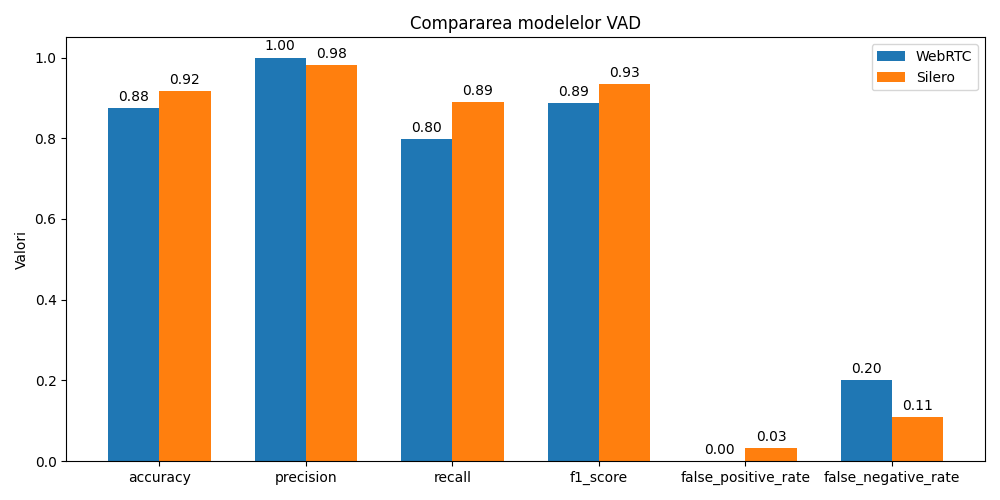 Compararea modelelor VAD
WebRTC
Silero
Valori
1.0
0.8
0.6
0.4
0.2
0.0
0.88
0.92
1.00
0.98
0.80
0.89
0.89
0.93
0.00
0.03
0.20
0.11
accuracy
precision
recall
f1_score
false_positive_rate
false_negative_rate